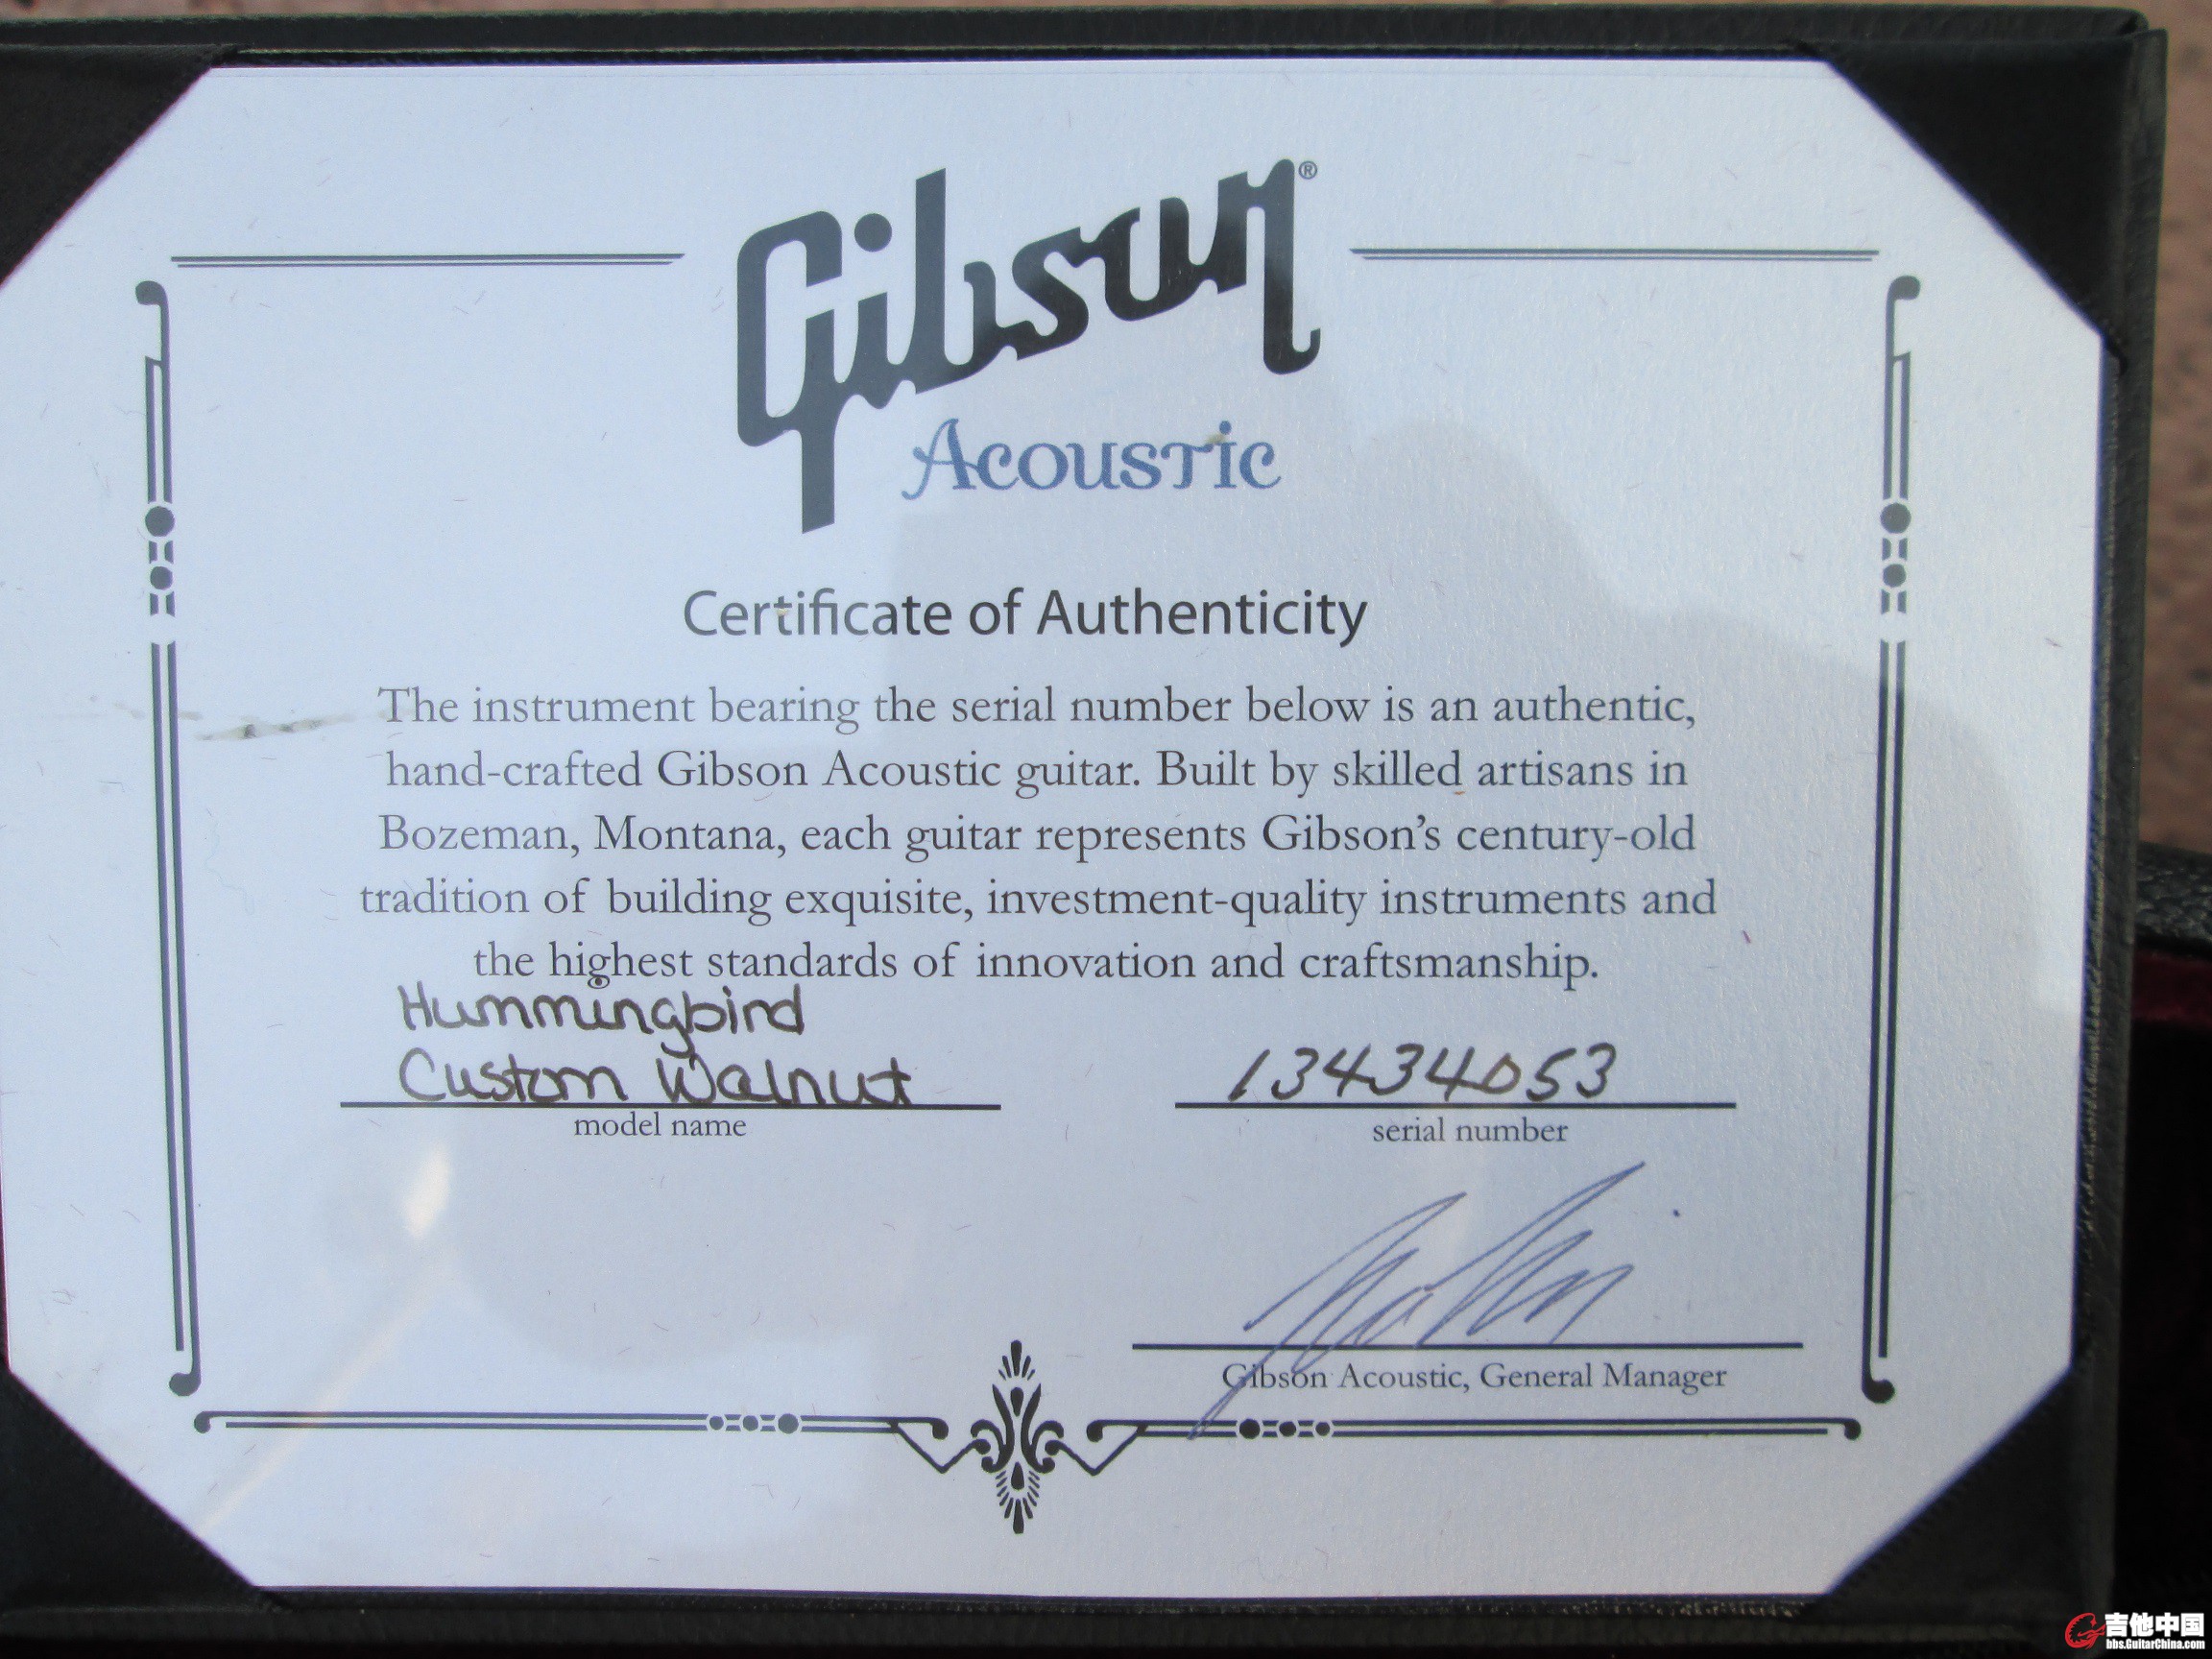 Gibson®
Acoustic
Certificate of Authenticity
The instrument bearing the serial number below is an authentic,
hand-crafted Gibson Acoustic guitar. Built by skilled artisans in
Bozeman, Montana, each guitar represents Gibson’s century-old
tradition of building exquisite, investment-quality instruments and
the highest standards of innovation and craftsmanship.
Hummingbird
Custom Walnut
model name
13434053
serial number
Gibson Acoustic, General Manager
吉他中国
bbs.GuitarChina.com